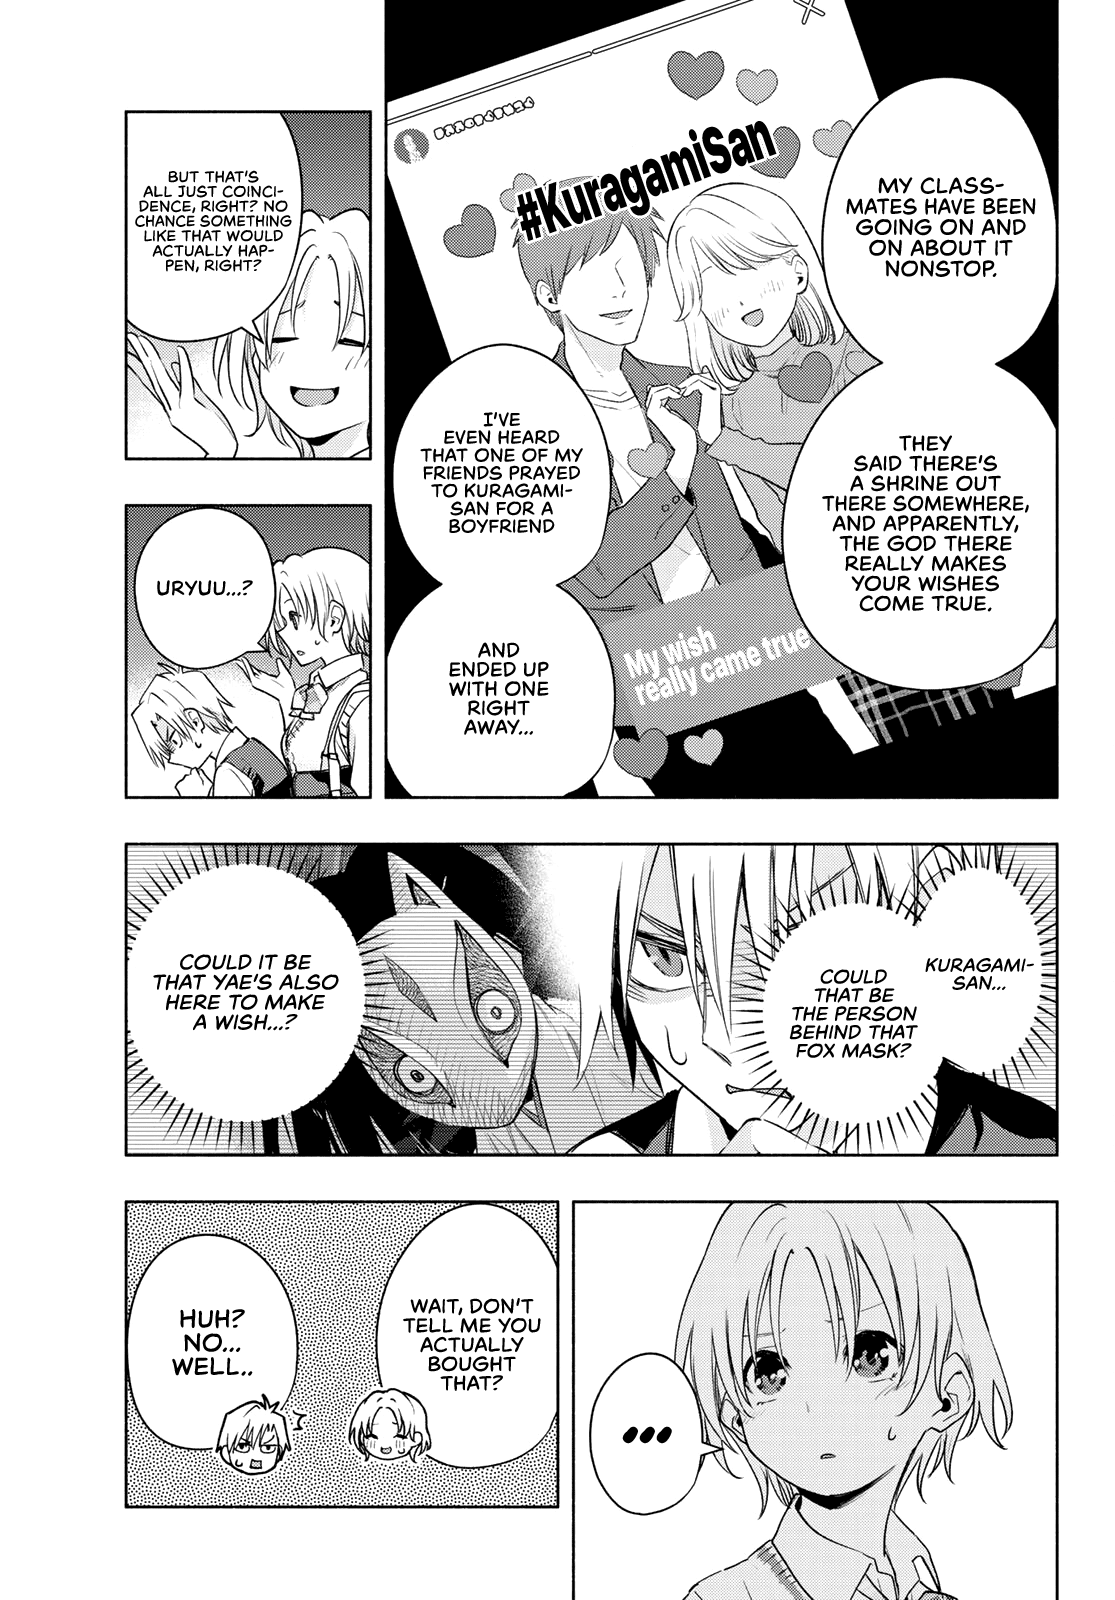 MY CLASS-
MATES HAVE BEEN
GOING ON AND
ON ABOUT IT
NONSTOP.
THEY
SAID THERE'S
A SHRINE OUT
THERE SOMEWHERE,
AND APPARENTLY,
THE GOD THERE
REALLY MAKES
YOUR WISHES
COME TRUE.
#KuragamiSan
My wish
really came true
I'VE
EVEN HEARD
THAT ONE OF MY
FRIENDS PRAYED
TO KURAGAMI-
SAN FOR A
BOYFRIEND
AND
ENDED UP
WITH ONE
RIGHT
AWAY...
BUT THAT'S
ALL JUST COINCI-
DENCE, RIGHT? NO
CHANCE SOMETHING
LIKE THAT WOULD
ACTUALLY HAP-
PEN, RIGHT?
URYUU...?
KURAGAMI-
SAN...
COULD
THAT BE
THE PERSON
BEHIND THAT
FOX MASK?
COULD IT BE
THAT YAE'S ALSO
HERE TO MAKE
A WISH...?
...
WAIT, DON'T
TELL ME YOU
ACTUALLY
BOUGHT
THAT?
HUH?
NO...
WELL..